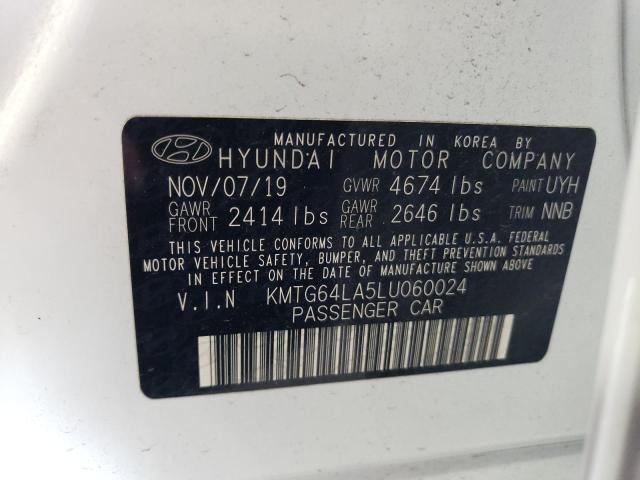 MANUFACTURED IN KOREA BY
HYUNDAI MOTOR COMPANY
NOV/07/19 GVWR 4674 lbs PAINT UYH
GAWR FRONT 2414 lbs GAWR REAR 2646 lbs TRIM NNB
THIS VEHICLE CONFORMS TO ALL APPLICABLE U.S.A. FEDERAL
MOTOR VEHICLE SAFETY, BUMPER, AND THEFT PREVENTION STANDARDS
IN EFFECT ON THE DATE OF MANUFACTURE SHOWN ABOVE
V.I.N KMTG64LA5LU060024
PASSENGER CAR